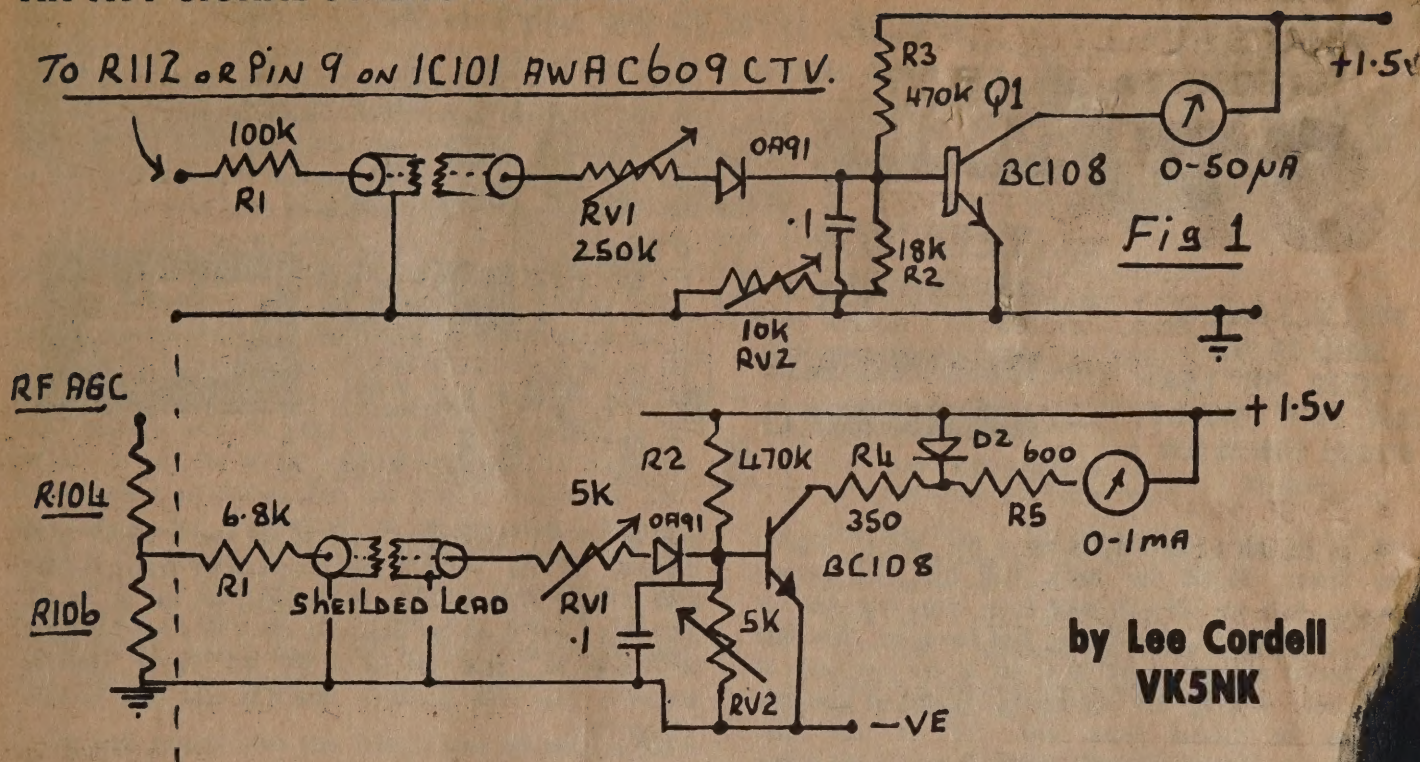 TO R112 OR PIN 9 ON IC101 AWA C609 CTV.
+1.5v
R3
470K
Q1
100K
R1
RV1
250K
OA91
.1
18K
R2
10K
RV2
BC108
0-50µA
Fig 1
RF AGC
R104
R106
6.8K
R1
SHEILDED LEAD
5K
RV1
OA91
.1
R2
470K
5K
RV2
R4
350
BC108
D2
600
R5
0-1mA
+ 1.5v
-VE
by Lee Cordell
VK5NK